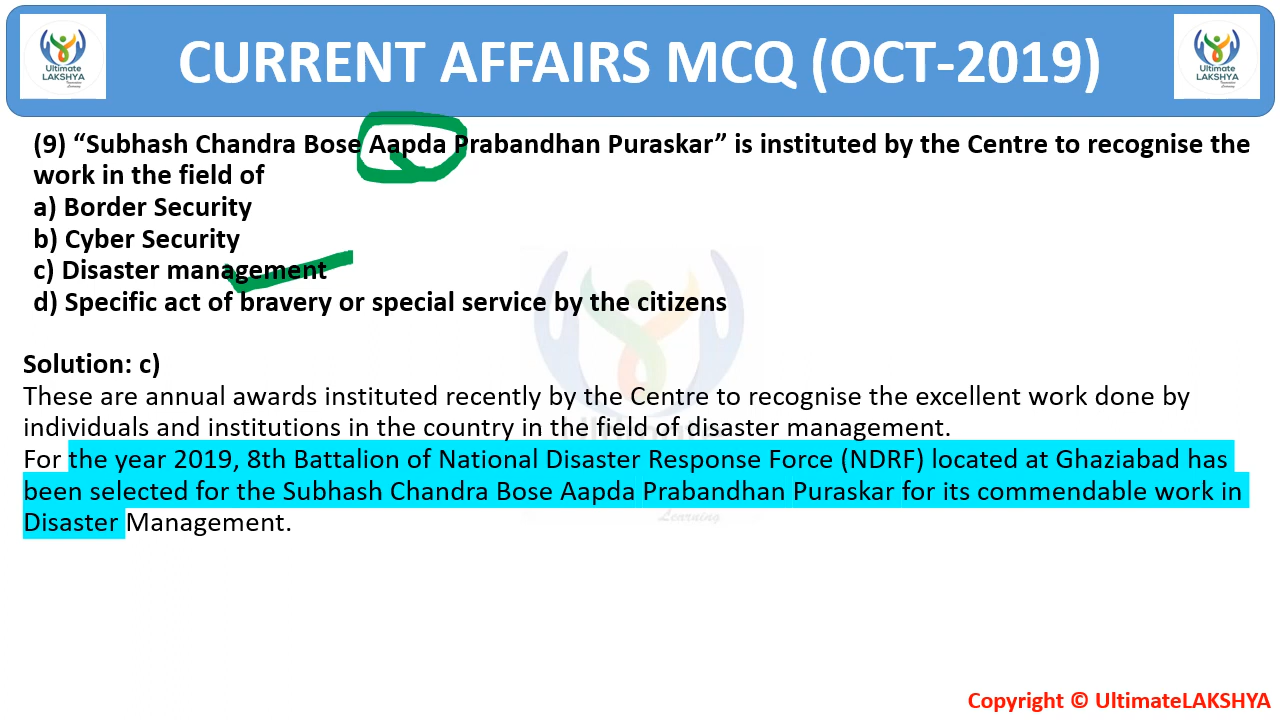 Ultimate
LAKSHYA
CURRENT AFFAIRS MCQ (OCT-2019)
Ultimate
LAKSHYA
(9) “Subhash Chandra Bose Aapda Prabandhan Puraskar” is instituted by the Centre to recognise the
work in the field of
a) Border Security
b) Cyber Security
c) Disaster management
d) Specific act of bravery or special service by the citizens
Solution: c)
These are annual awards instituted recently by the Centre to recognise the excellent work done by
individuals and institutions in the country in the field of disaster management.
For the year 2019, 8th Battalion of National Disaster Response Force (NDRF) located at Ghaziabad has
been selected for the Subhash Chandra Bose Aapda Prabandhan Puraskar for its commendable work in
Disaster Management.
Learning
Copyright © UltimateLAKSHYA